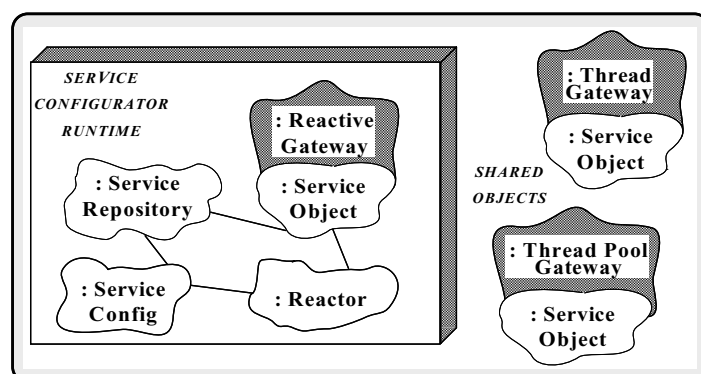 SERVICE
CONFIGURATOR
RUNTIME
: Reactive
Gateway
: Service
Object
: Service
Repository
: Service
Config
: Reactor
SHARED
OBJECTS
: Thread
Gateway
: Service
Object
: Thread Pool
Gateway
: Service
Object